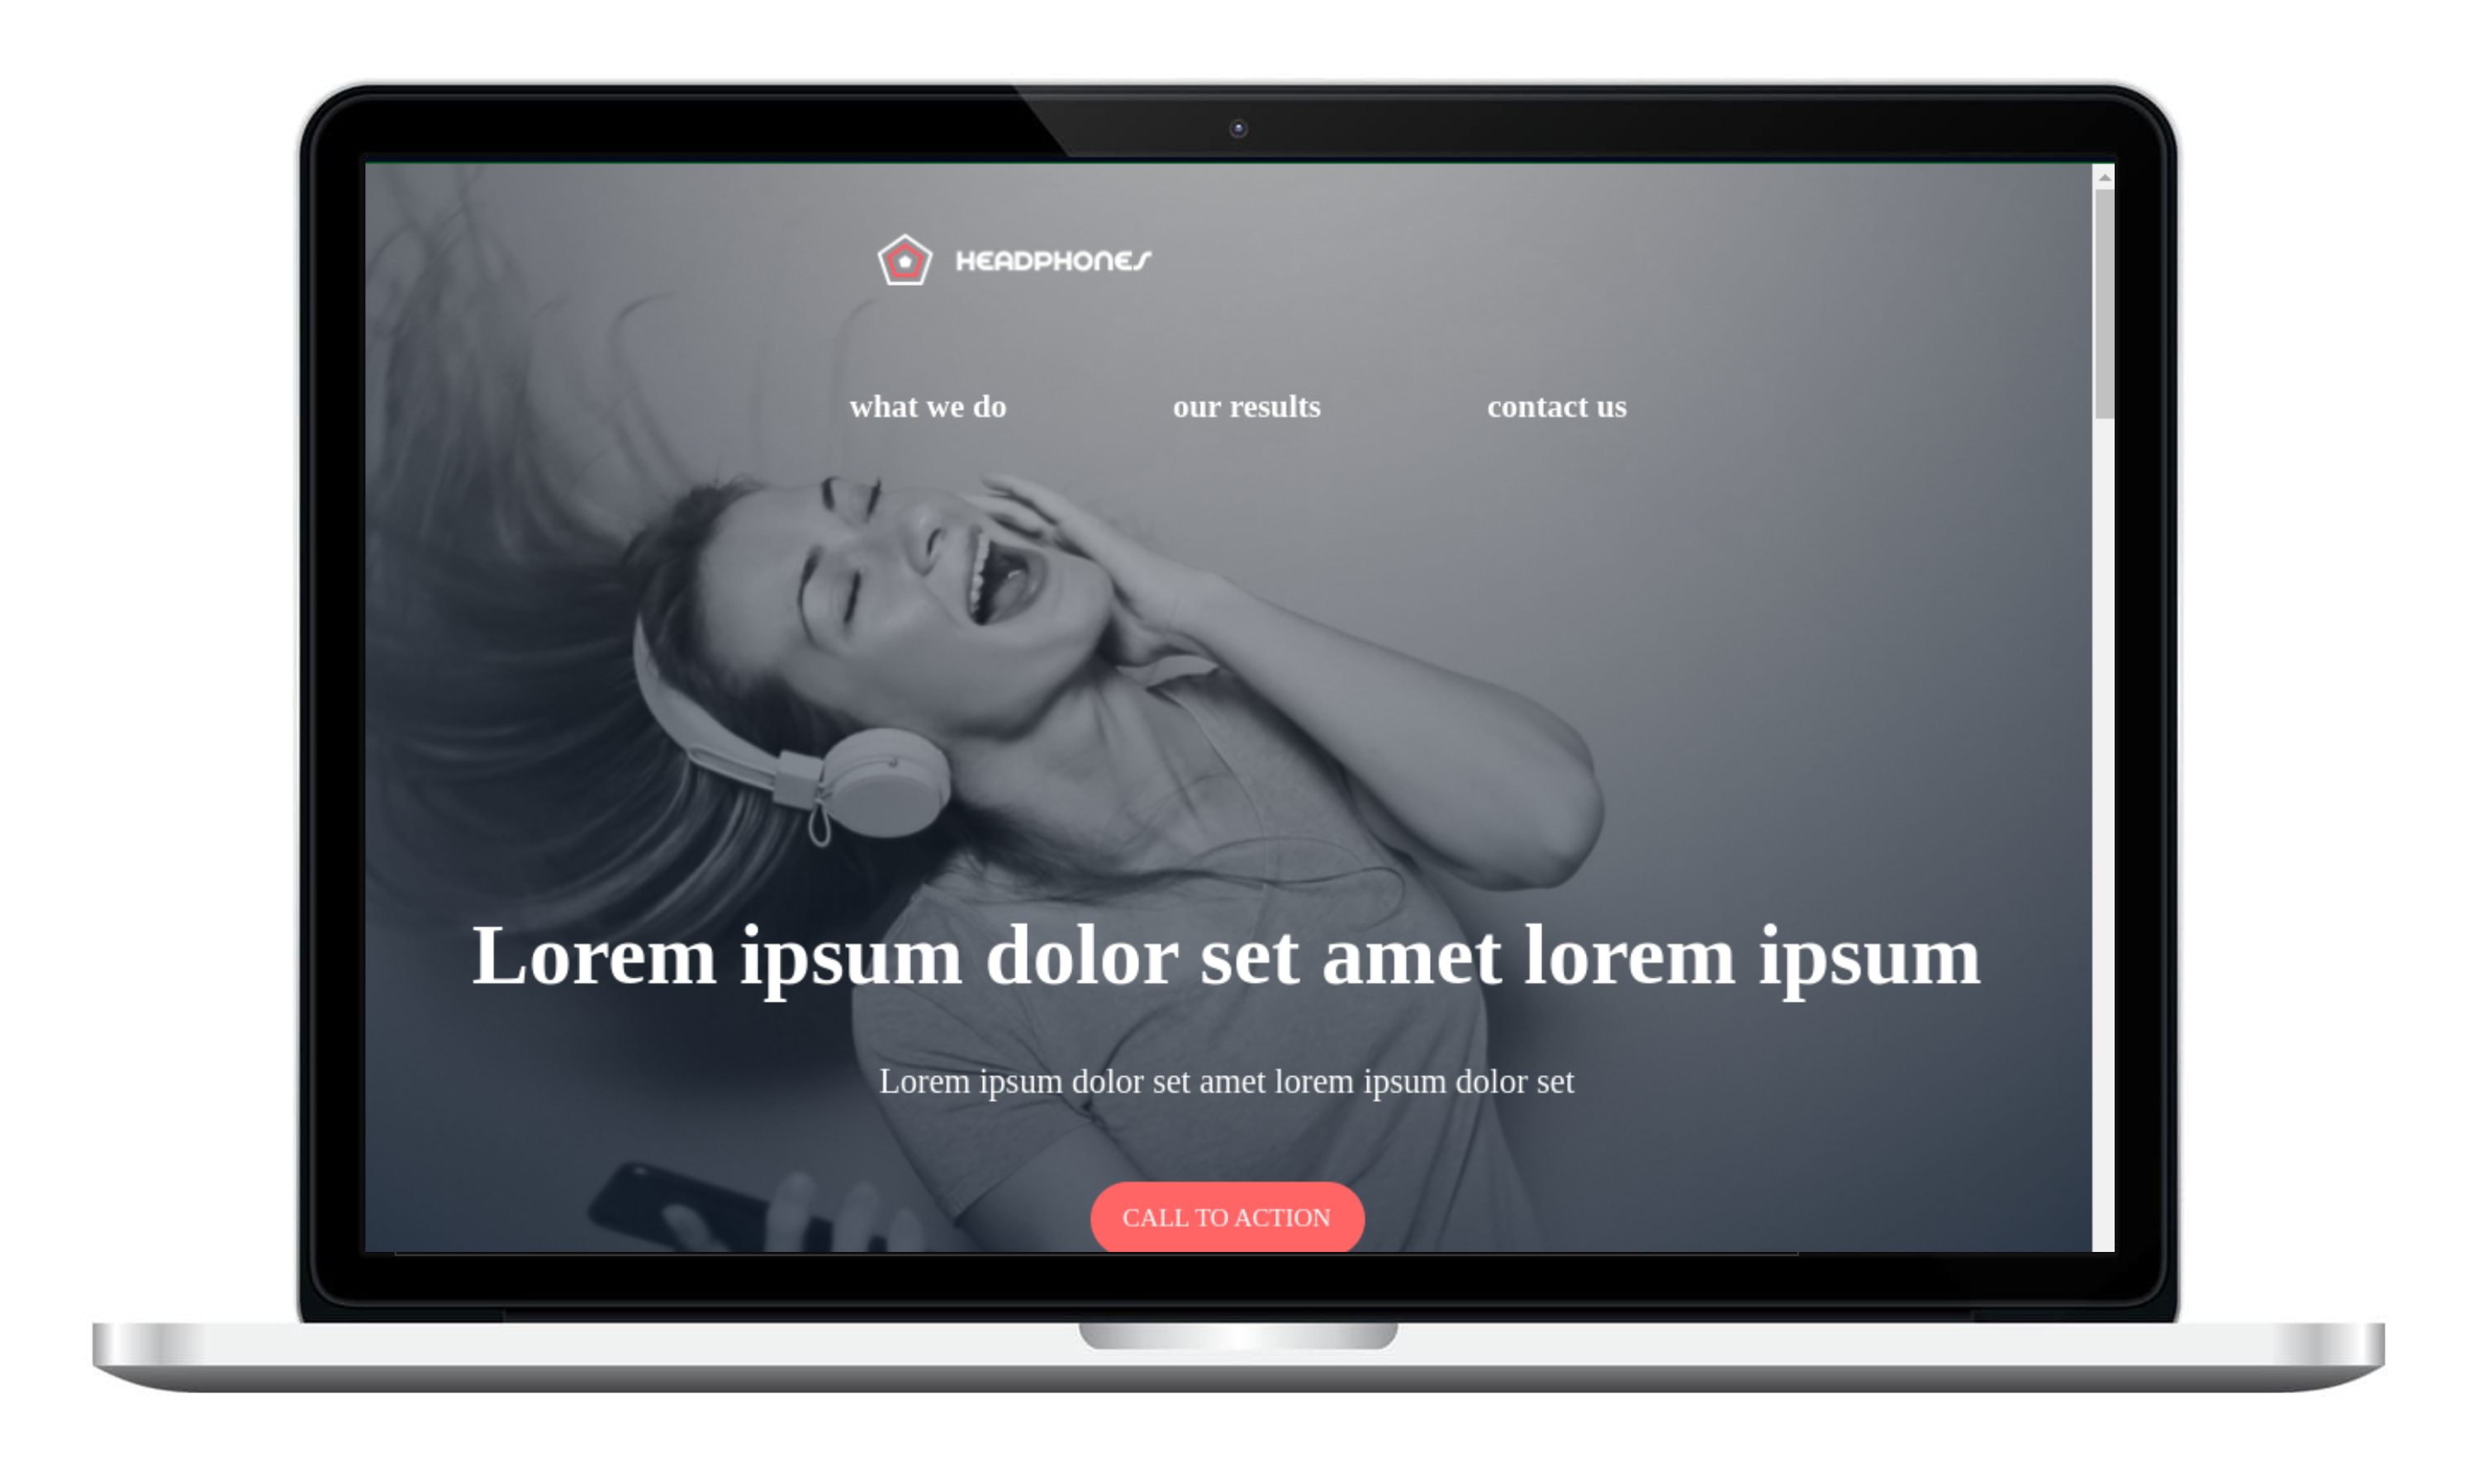 HEADPHONES
what we do our results contact us
Lorem ipsum dolor set amet lorem ipsum
Lorem ipsum dolor set amet lorem ipsum dolor set
CALL TO ACTION